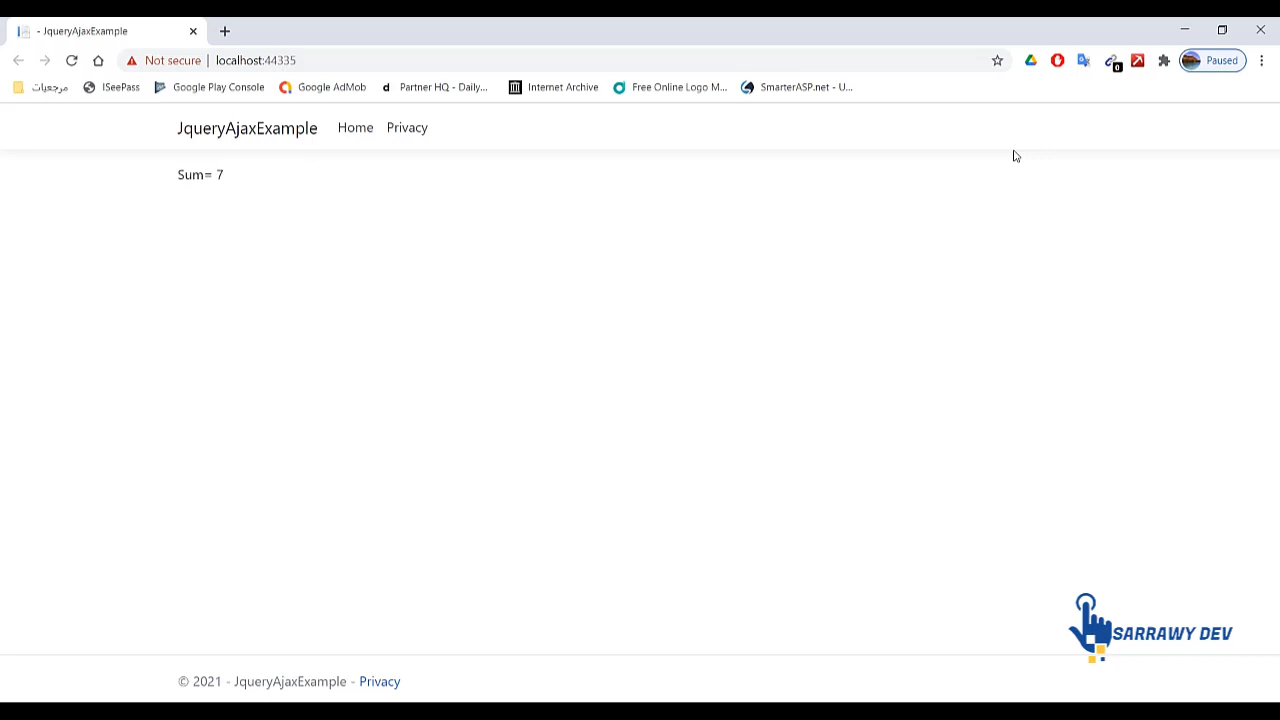 - JqueryAjaxExample
Not secure | localhost:44335
Paused
0
مرجعيات
ISeePass
Google Play Console
Google AdMob
d Partner HQ - Daily...
Internet Archive
Free Online Logo M...
SmarterASP.net - U...
JqueryAjaxExample Home Privacy
Sum= 7
SARRAWY DEV
© 2021 - JqueryAjaxExample - Privacy